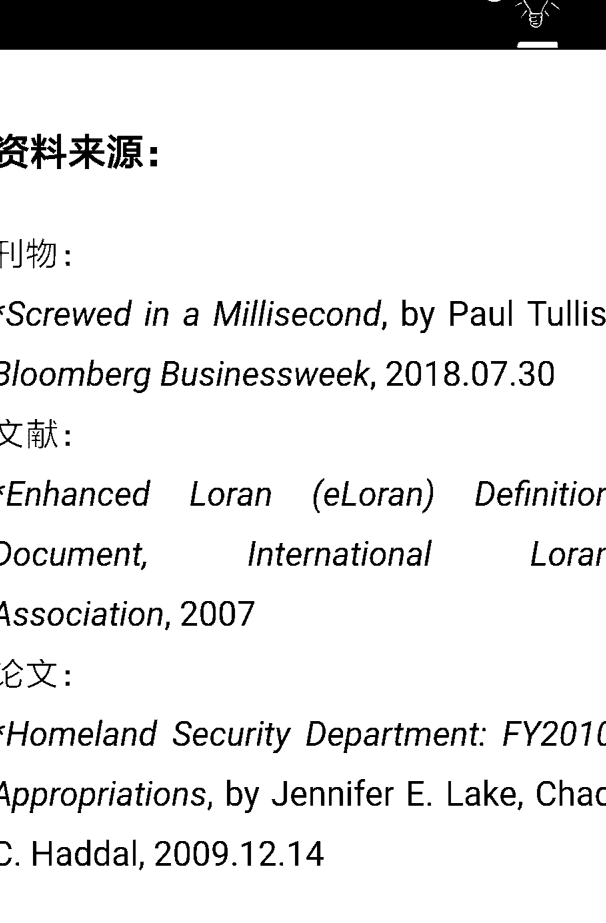 资料来源：
刊物：
*Screwed in a Millisecond, by Paul Tullis
Bloomberg Businessweek, 2018.07.30
文献：
*Enhanced Loran (eLoran) Definition
Document, International Loran
Association, 2007
论文：
*Homeland Security Department: FY2010
Appropriations, by Jennifer E. Lake, Chad
C. Haddal, 2009.12.14